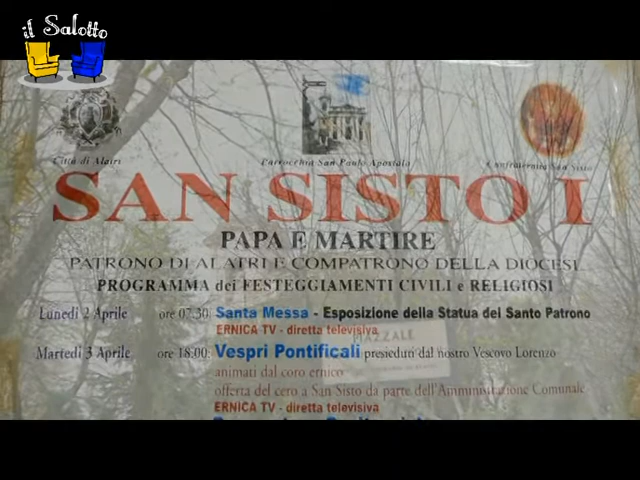 il Salotto
Città di Alatri
Parrocchia San Paolo Apostolo
Confraternita San Sisto
SAN SISTO I
PAPA E MARTIRE
PATRONO DI ALATRI E COMPATRONO DELLA DIOCESI
PROGRAMMA dei FESTEGGIAMENTI CIVILI e RELIGIOSI
Lunedì 2 Aprile ore 07.30: Santa Messa - Esposizione della Statua del Santo Patrono
ERNICA TV - diretta televisiva
PIAZZALE
Martedì 3 Aprile ore 18:00: Vespri Pontificali presieduti dal nostro Vescovo Lorenzo
animati dal coro ernico
offerta del cero a San Sisto da parte dell'Amministrazione Comunale
ERNICA TV - diretta televisiva